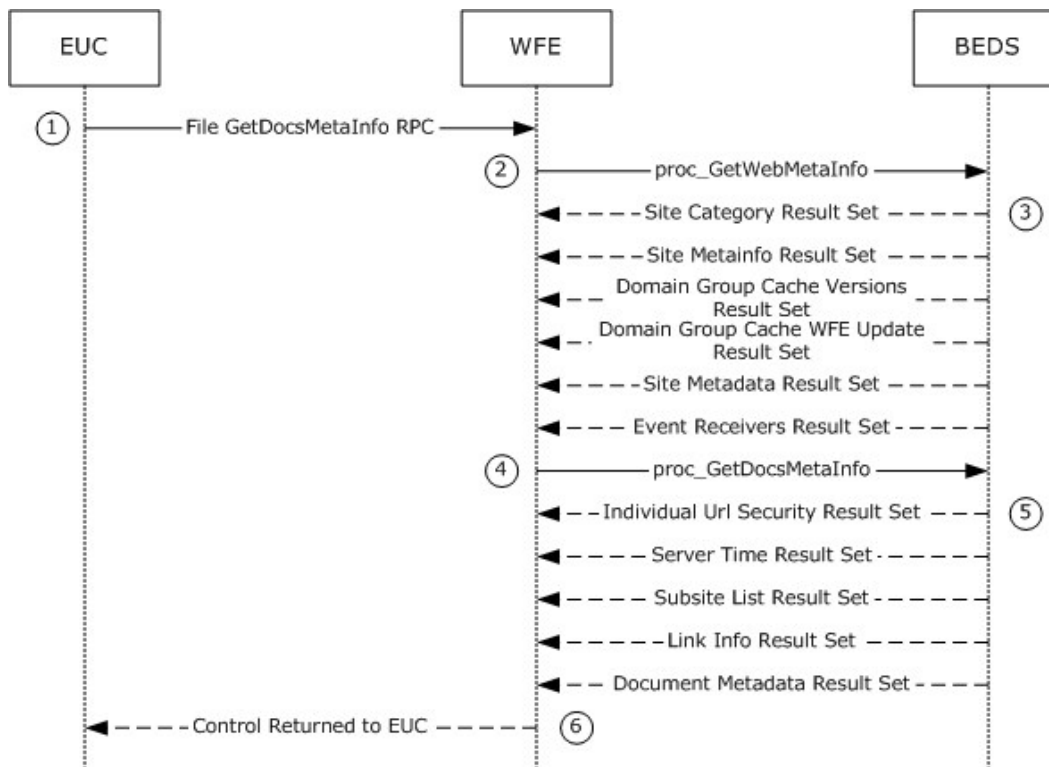 EUC
WFE
BEDS
1
File GetDocsMetaInfo RPC
2
proc_GetWebMetaInfo
Site Category Result Set
3
Site Metainfo Result Set
Domain Group Cache Versions
Result Set
Domain Group Cache WFE Update
Result Set
Site Metadata Result Set
Event Receivers Result Set
4
proc_GetDocsMetaInfo
Individual Url Security Result Set
5
Server Time Result Set
Subsite List Result Set
Link Info Result Set
Document Metadata Result Set
Control Returned to EUC
6